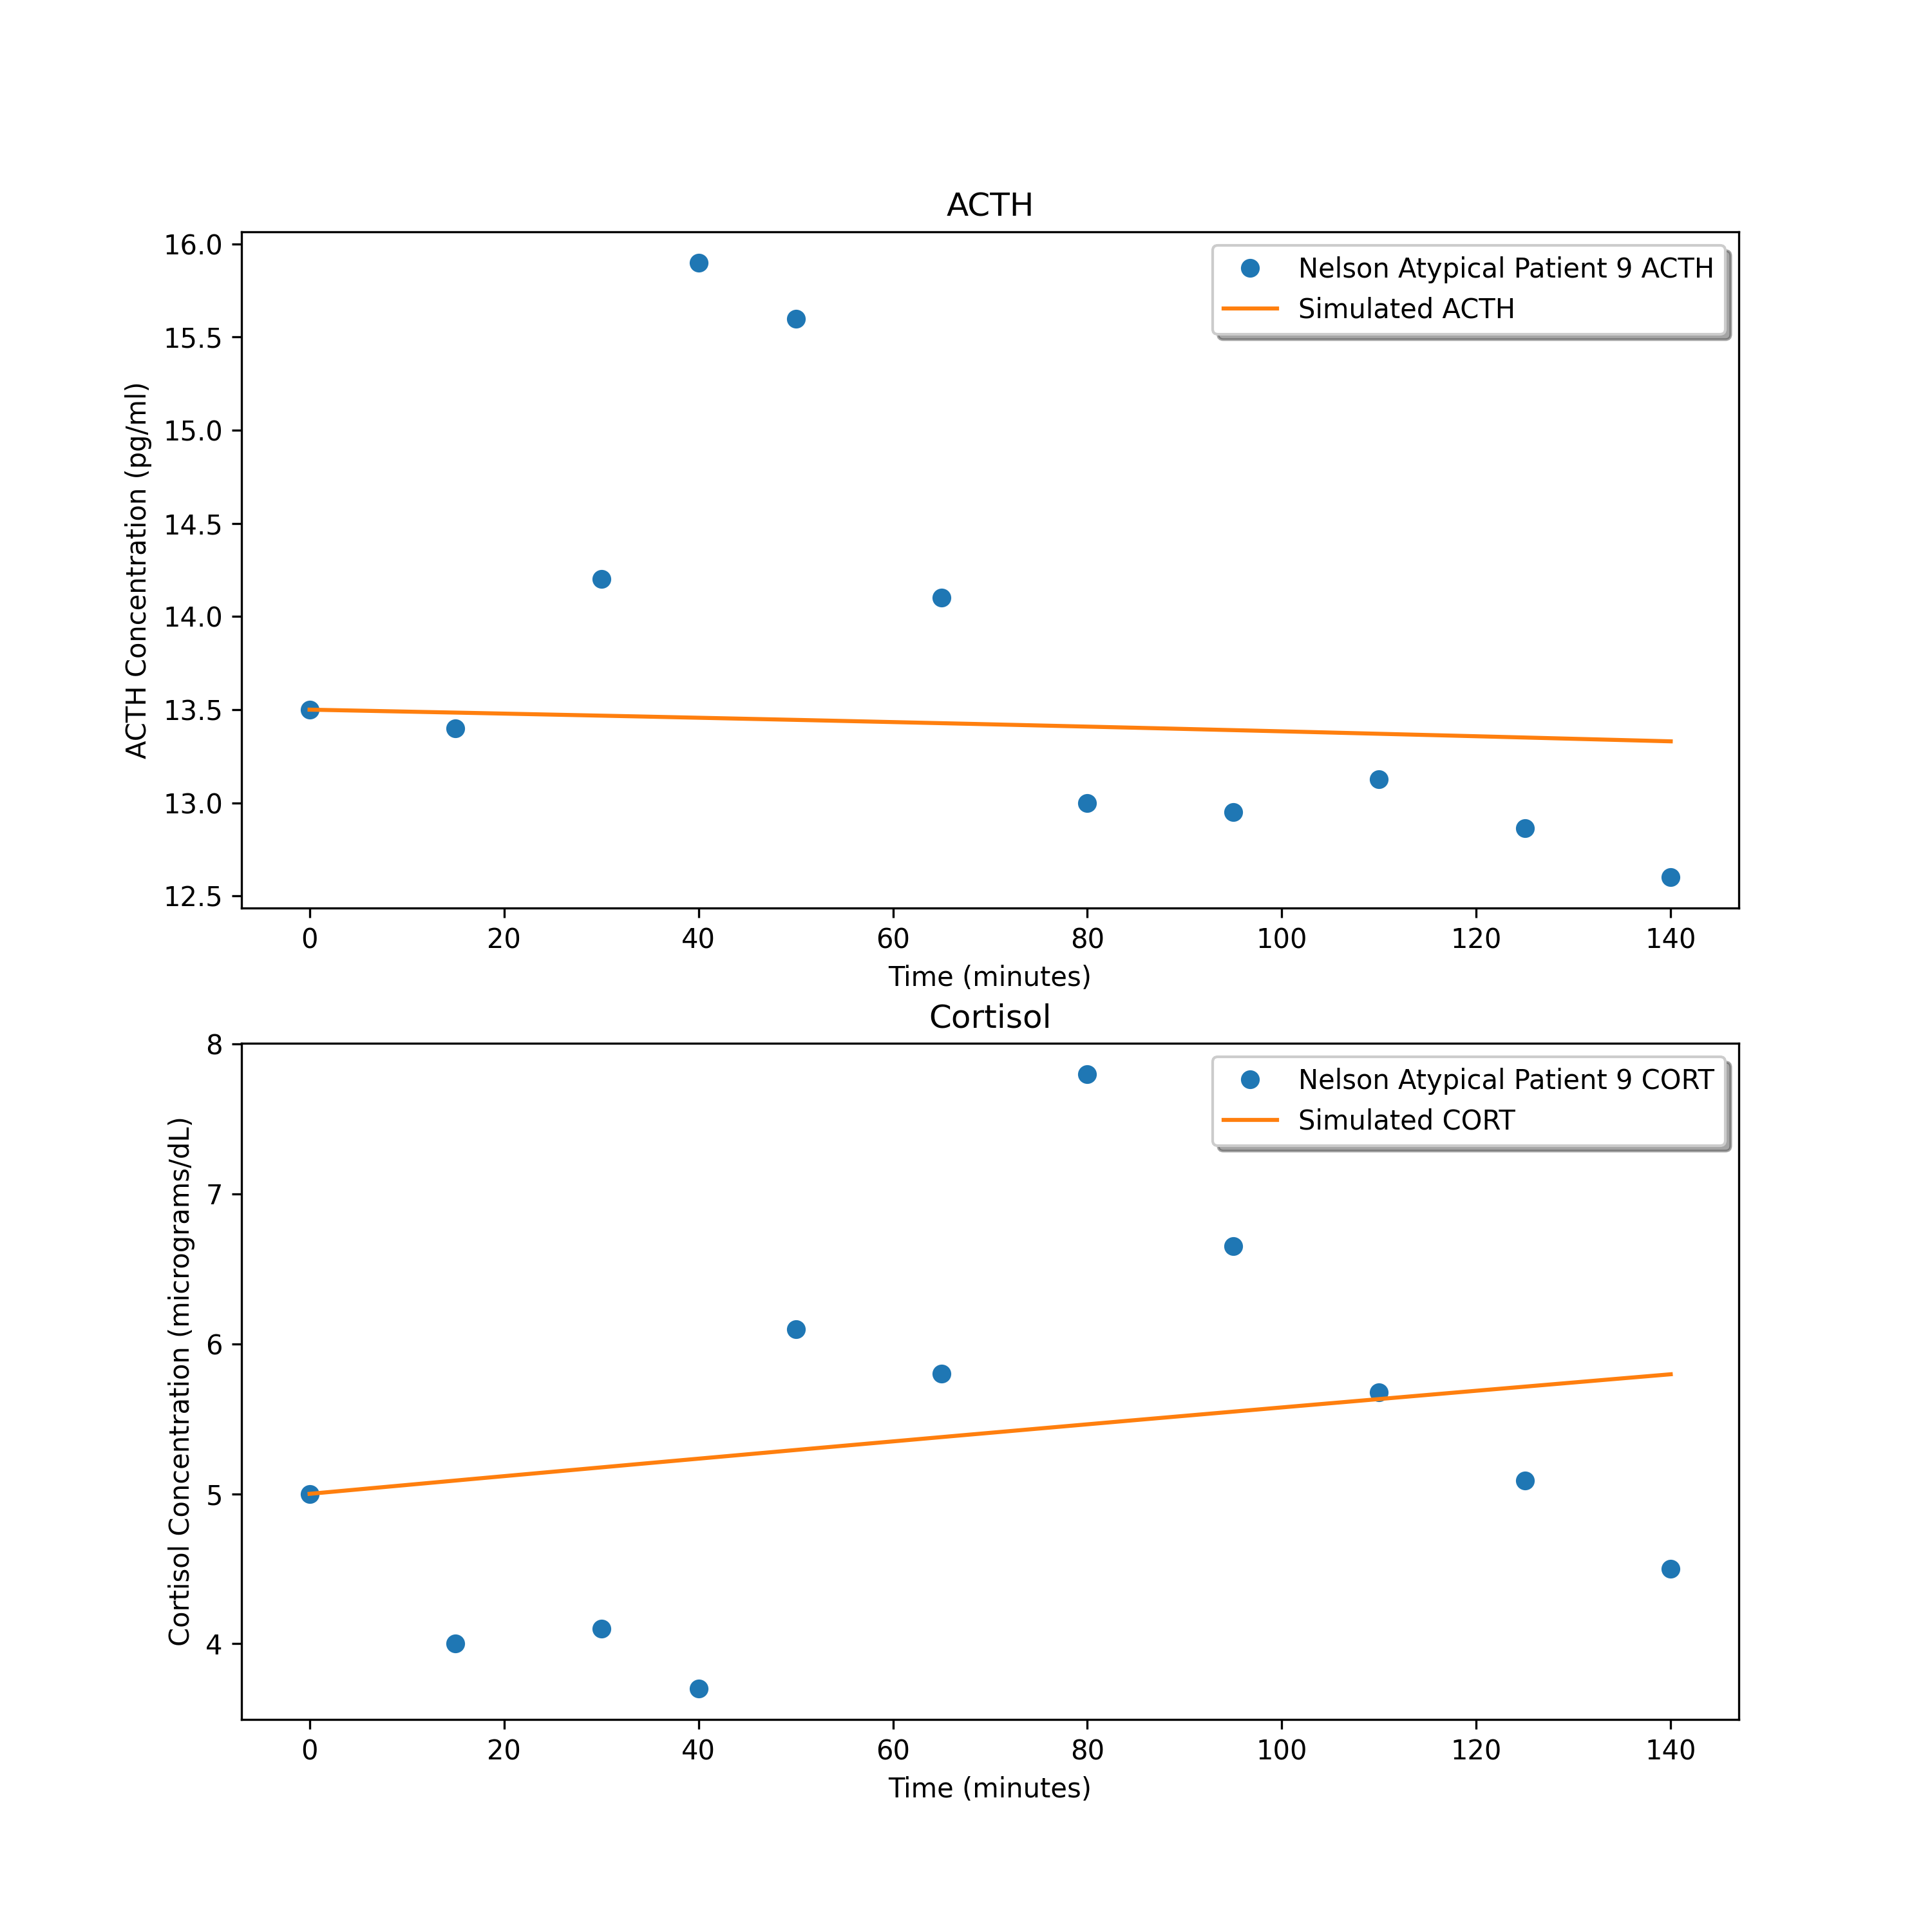 ACTH
Nelson Atypical Patient 9 ACTH
Simulated ACTH
16.0
15.5
15.0
14.5
14.0
13.5
13.0
12.5
ACTH Concentration (pg/ml)
0 20 40 60 80 100 120 140
Time (minutes)
Cortisol
Nelson Atypical Patient 9 CORT
Simulated CORT
8
7
6
5
4
Cortisol Concentration (micrograms/dL)
0 20 40 60 80 100 120 140
Time (minutes)